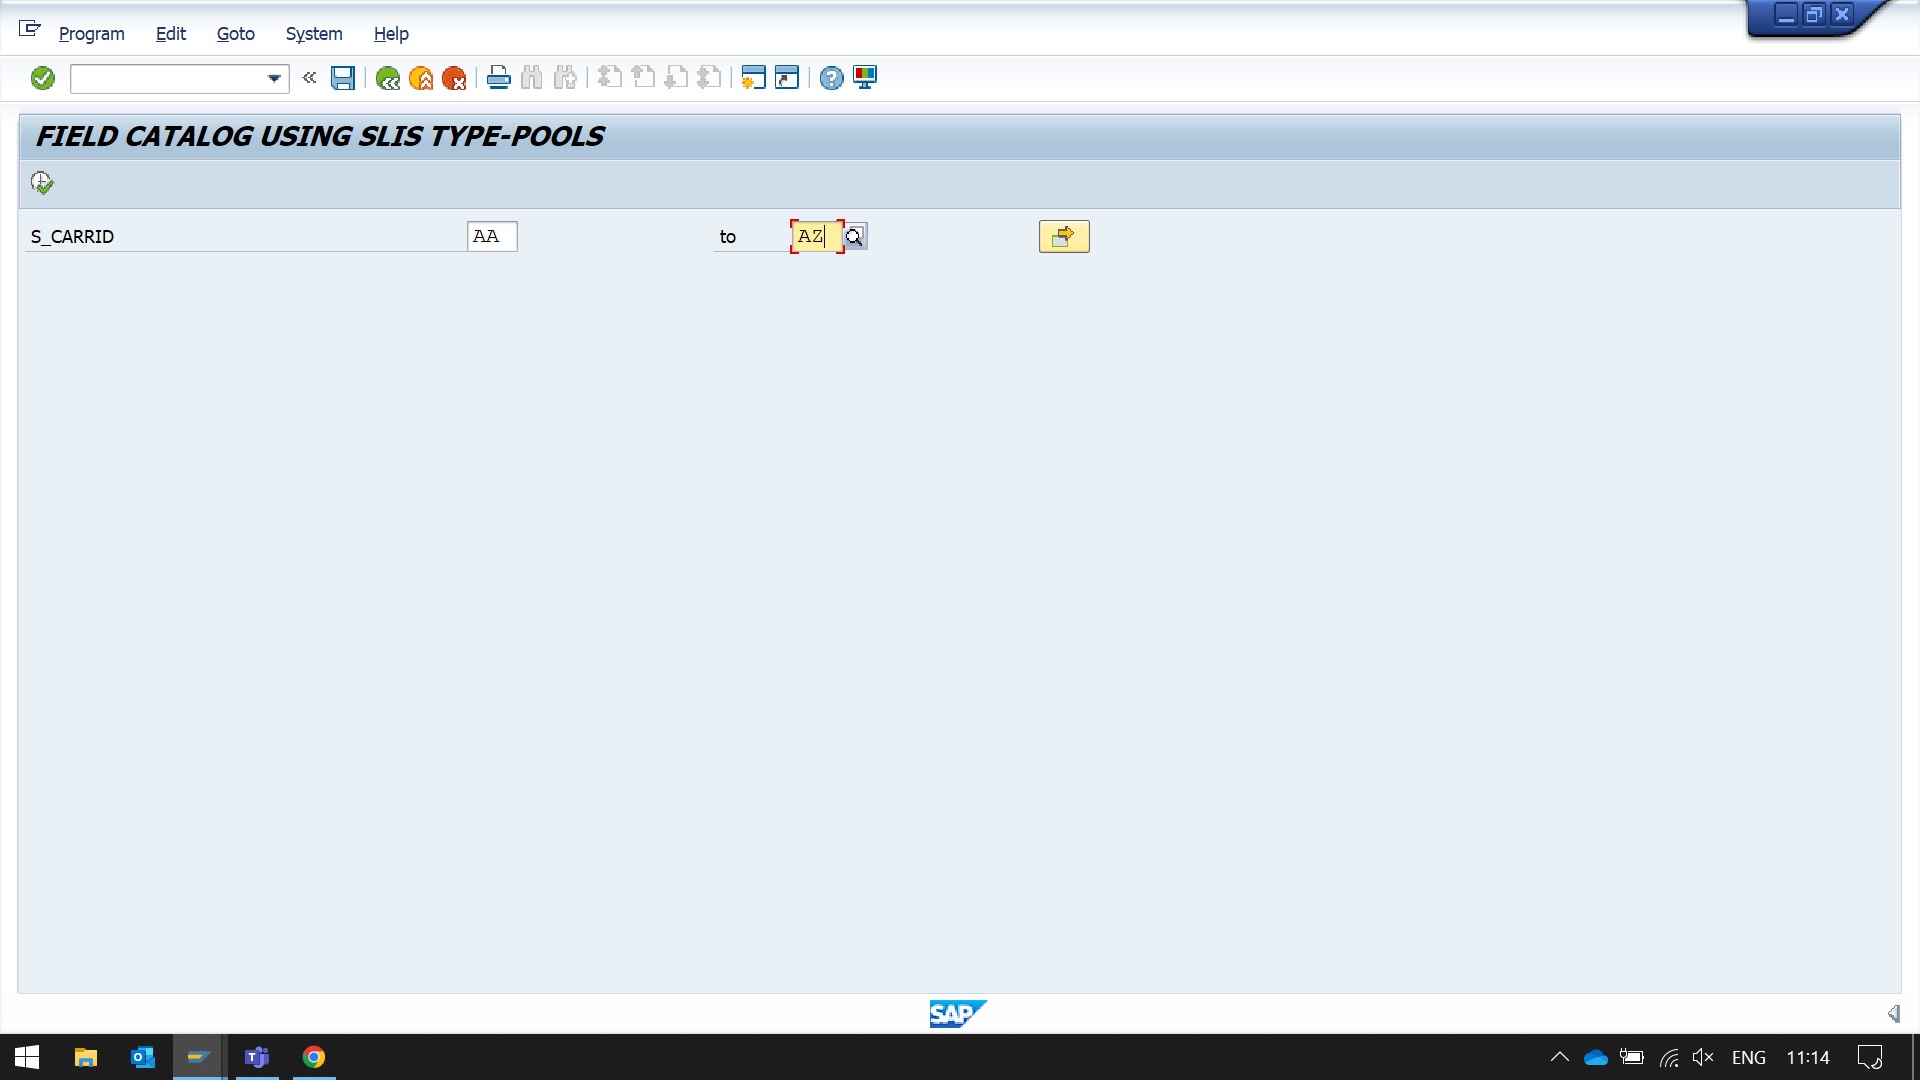 Program Edit Goto System Help
FIELD CATALOG USING SLIS TYPE-POOLS
S_CARRID AA to AZ
SAP
ENG 11:14